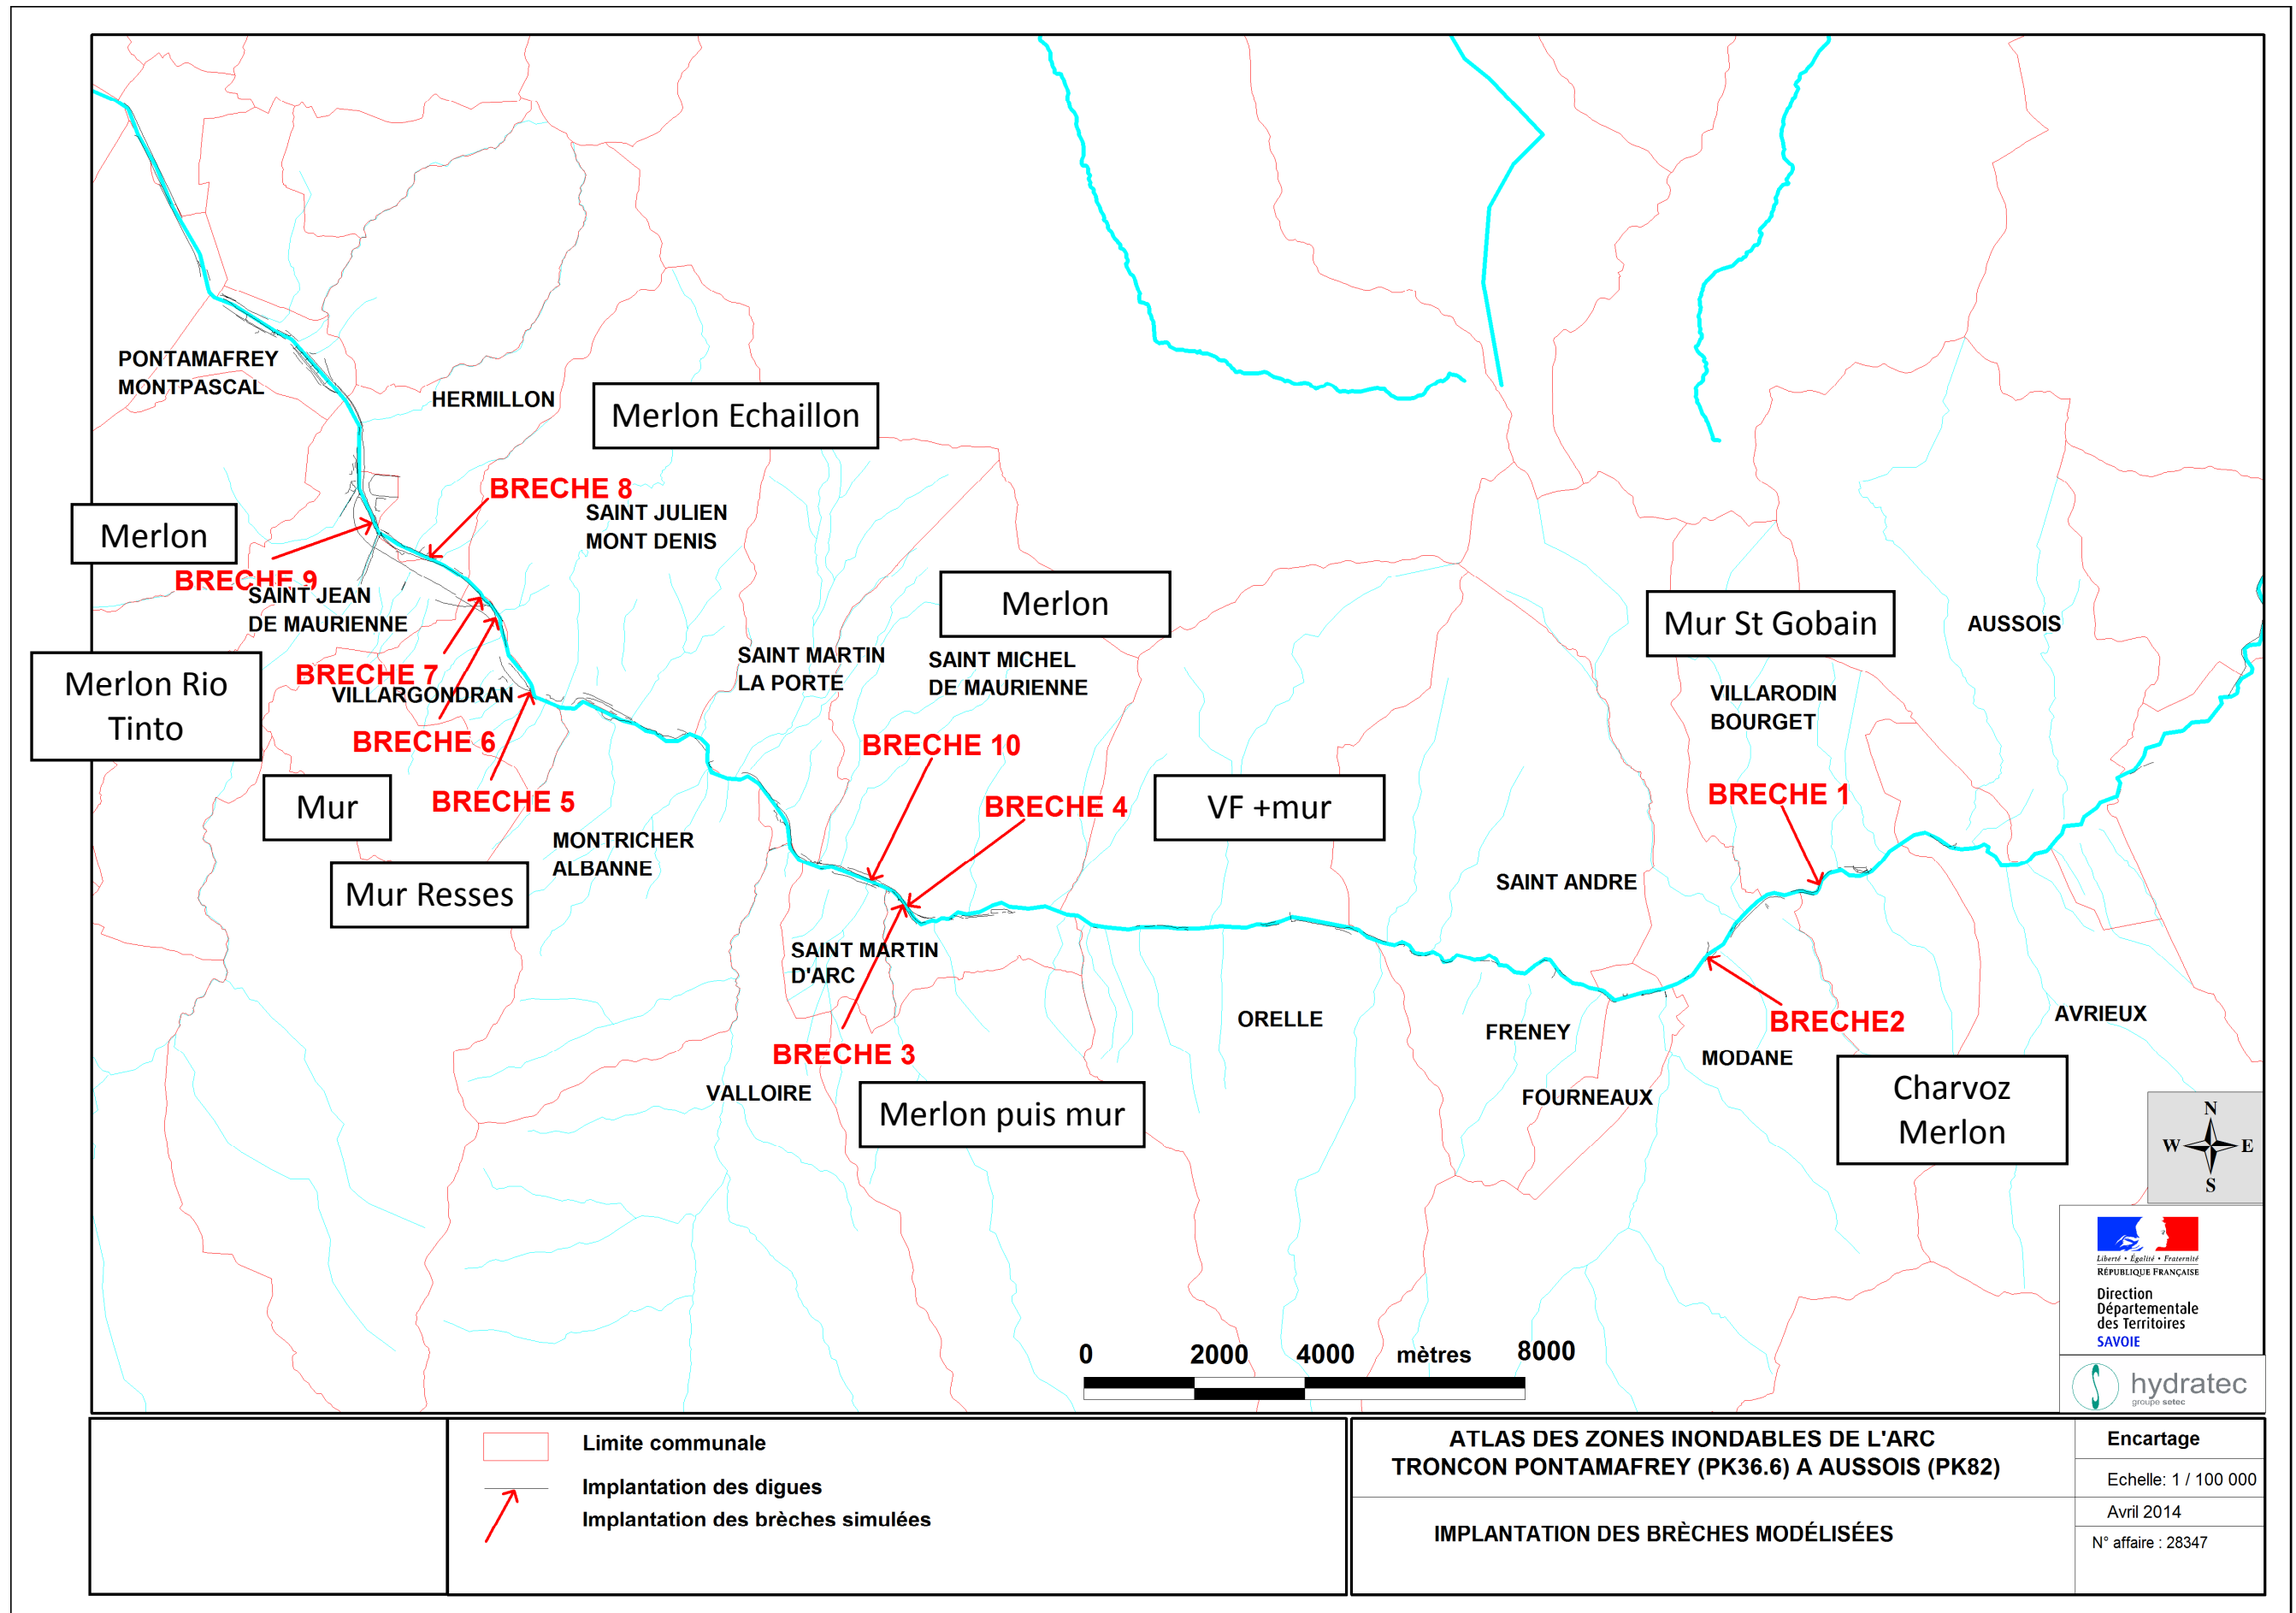 PONTAMAFREY
MONTPASCAL
HERMILLON
Merlon Echaillon
BRECHE 8
SAINT JULIEN
MONT DENIS
Merlon
BRECHE 9
SAINT JEAN
DE MAURIENNE
Merlon
Mur St Gobain
AUSSOIS
Merlon Rio
Tinto
BRECHE 7
VILLARGONDRAN
SAINT MARTIN
LA PORTE
SAINT MICHEL
DE MAURIENNE
VILLARODIN
BOURGET
BRECHE 6
BRECHE 10
Mur
BRECHE 5
BRECHE 4
VF +mur
BRECHE 1
MONTRICHER
ALBANNE
Mur Resses
SAINT ANDRE
SAINT MARTIN
D'ARC
ORELLE
FRENEY
BRECHE2
AVRIEUX
BRECHE 3
MODANE
VALLOIRE
Merlon puis mur
FOURNEAUX
Charvoz
Merlon
N
W E
S
Liberté • Égalité • Fraternité
RÉPUBLIQUE FRANÇAISE
Direction
Départementale
des Territoires
SAVOIE
0 2000 4000 mètres 8000
hydratec
groupe setec
Limite communale
Implantation des digues
Implantation des brèches simulées
ATLAS DES ZONES INONDABLES DE L'ARC
TRONCON PONTAMAFREY (PK36.6) A AUSSOIS (PK82)
IMPLANTATION DES BRÈCHES MODÉLISÉES
Encartage
Echelle: 1 / 100 000
Avril 2014
N° affaire : 28347